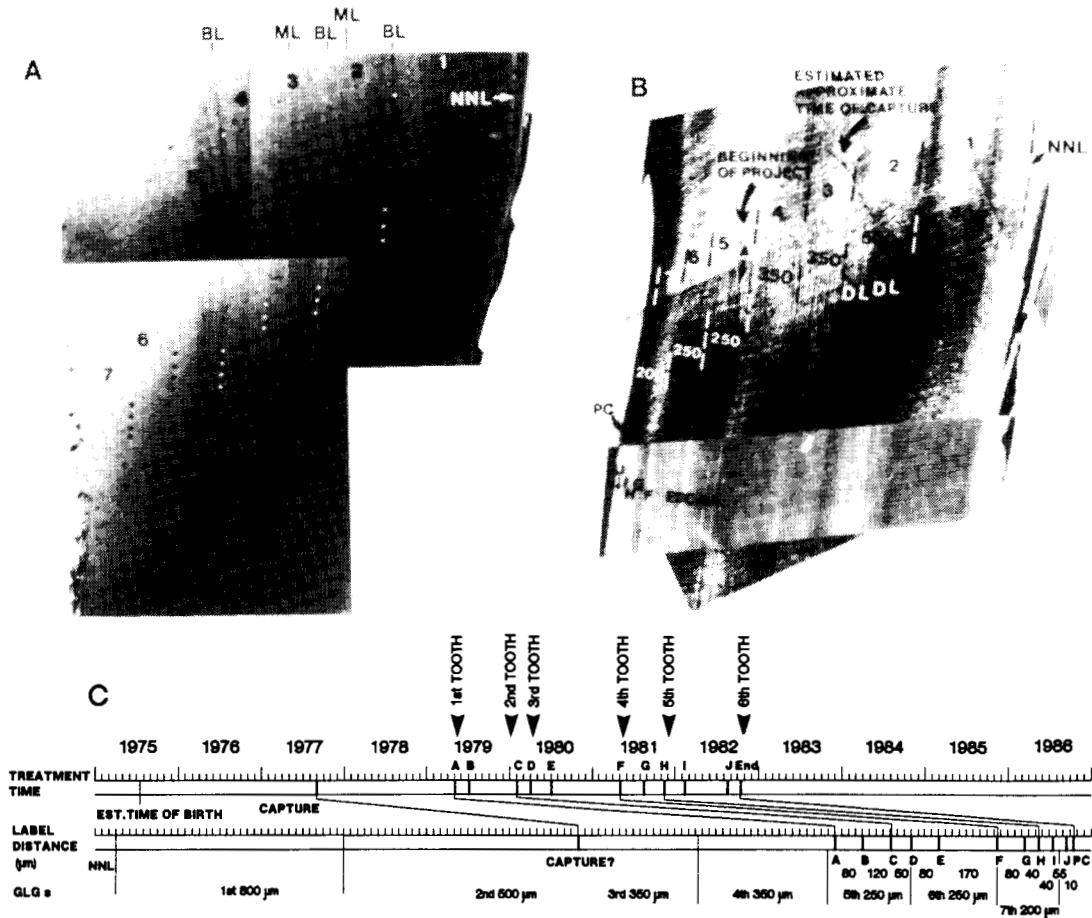 ML
BL ML BL BL
A
4 3 2 1
NNL
6
7
B
ESTIMATED
APPROXIMATE
TIME OF CAPTURE
BEGINNING
OF PROJECT
NNL
1
2
3
4
5
6
350 350
DL DL
250 250
PC
C
1st TOOTH
2nd TOOTH
3rd TOOTH
4th TOOTH
5th TOOTH
6th TOOTH
1975 1976 1977 1978 1979 1980 1981 1982 1983 1984 1985 1986
TREATMENT A B C D E F G H I J End
TIME
EST. TIME OF BIRTH CAPTURE
LABEL
DISTANCE
(µm) NNL CAPTURE? A B C D E F G H I J PC
80 120 50 80 170 80 40 40 55 10
GLG s 1st 800 µm 2nd 500 µm 3rd 350 µm 4th 350 µm 5th 250 µm 6th 250 µm 7th 200 µm